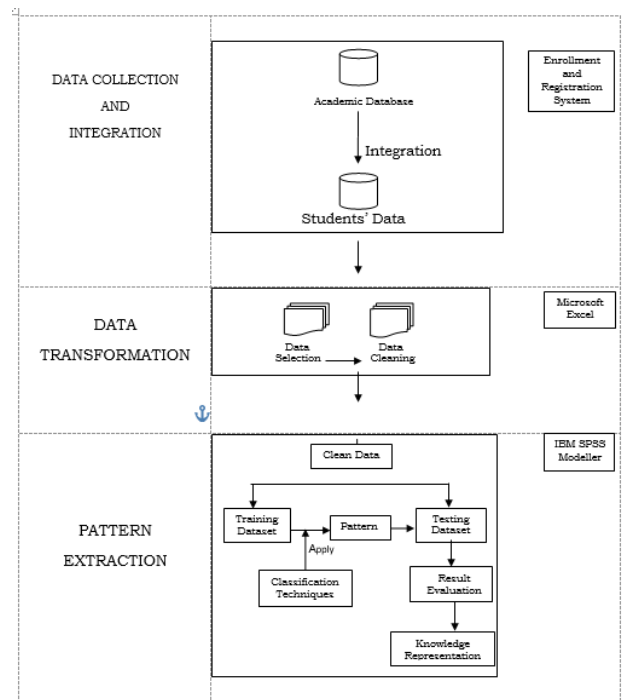 DATA COLLECTION
AND
INTEGRATION
Academic Database
Integration
Students' Data
Enrollment
and
Registration
System
DATA
TRANSFORMATION
Data
Selection
Data
Cleaning
Microsoft
Excel
PATTERN
EXTRACTION
Clean Data
Training
Dataset
Pattern
Testing
Dataset
Apply
Classification
Techniques
Result
Evaluation
Knowledge
Representation
IBM SPSS
Modeller